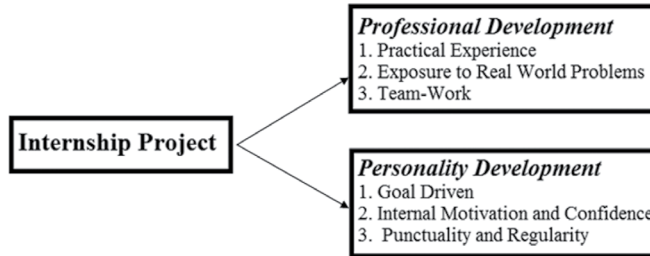 Professional Development
1. Practical Experience
2. Exposure to Real World Problems
3. Team-Work
Internship Project
Personality Development
1. Goal Driven
2. Internal Motivation and Confidence
3. Punctuality and Regularity